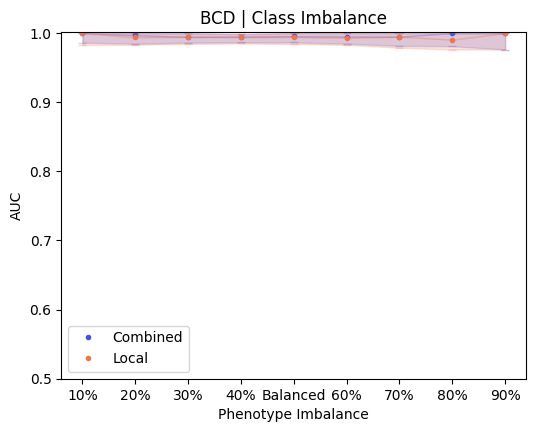 BCD | Class Imbalance
1.0
0.9
0.8
0.7
0.6
0.5
AUC
Combined
Local
10% 20% 30% 40% Balanced 60% 70% 80% 90%
Phenotype Imbalance